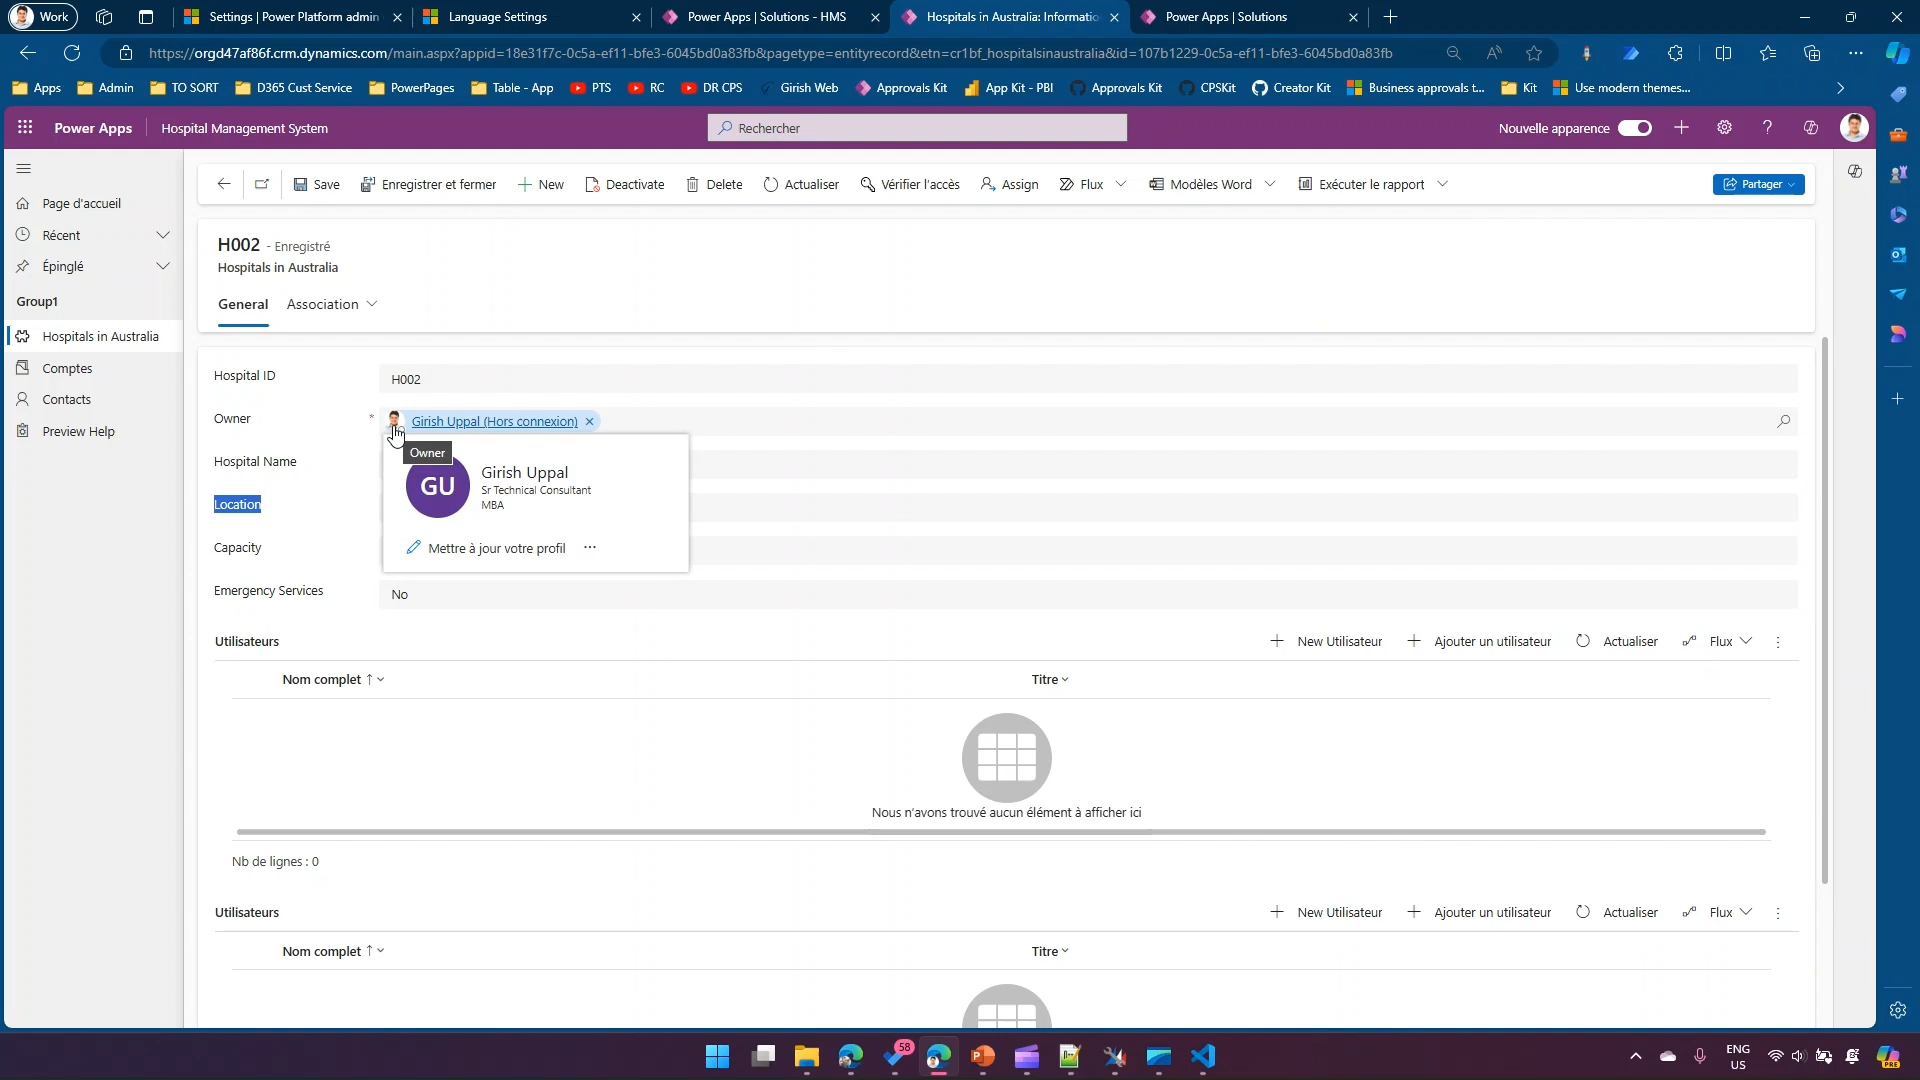 Work
Settings | Power Platform admin
Language Settings
Power Apps | Solutions - HMS
Hospitals in Australia: Informatio
Power Apps | Solutions
https://orgd47af86f.crm.dynamics.com/main.aspx?appid=18e31f7c-0c5a-ef11-bfe3-6045bd0a83fb&pagetype=entityrecord&etn=cr1bf_hospitalsinaustralia&id=107b1229-0c5a-ef11-bfe3-6045bd0a83fb
Apps
Admin
TO SORT
D365 Cust Service
PowerPages
Table - App
PTS
RC
DR CPS
Girish Web
Approvals Kit
App Kit - PBI
Approvals Kit
CPSKit
Creator Kit
Business approvals t...
Kit
Use modern themes...
Power Apps
Hospital Management System
Rechercher
Nouvelle apparence
Page d'accueil
Récent
Épinglé
Group1
Hospitals in Australia
Comptes
Contacts
Preview Help
Save
Enregistrer et fermer
New
Deactivate
Delete
Actualiser
Vérifier l'accès
Assign
Flux
Modèles Word
Exécuter le rapport
Partager
H002 - Enregistré
Hospitals in Australia
General
Association
Hospital ID
H002
Owner
*
Girish Uppal (Hors connexion)
Owner
Hospital Name
GU
Girish Uppal
Sr Technical Consultant
MBA
Location
Capacity
Mettre à jour votre profil
Emergency Services
No
Utilisateurs
New Utilisateur
Ajouter un utilisateur
Actualiser
Flux
Nom complet
Titre
Nous n'avons trouvé aucun élément à afficher ici
Nb de lignes : 0
Utilisateurs
New Utilisateur
Ajouter un utilisateur
Actualiser
Flux
Nom complet
Titre
58
ENG
US
PRE